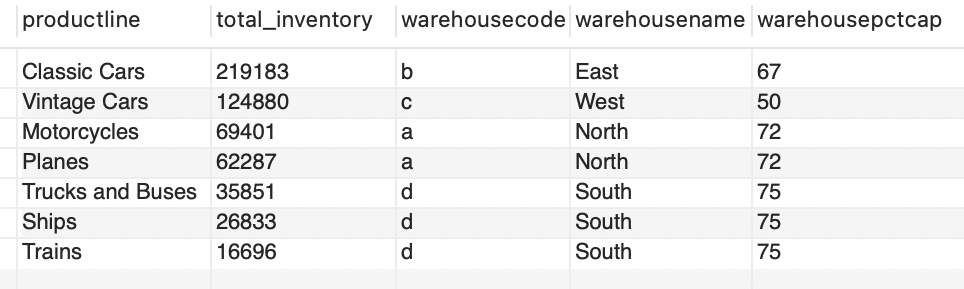 productline total_inventory warehousecode warehousename warehousepctcap
Classic Cars 219183 b East 67
Vintage Cars 124880 c West 50
Motorcycles 69401 a North 72
Planes 62287 a North 72
Trucks and Buses 35851 d South 75
Ships 26833 d South 75
Trains 16696 d South 75